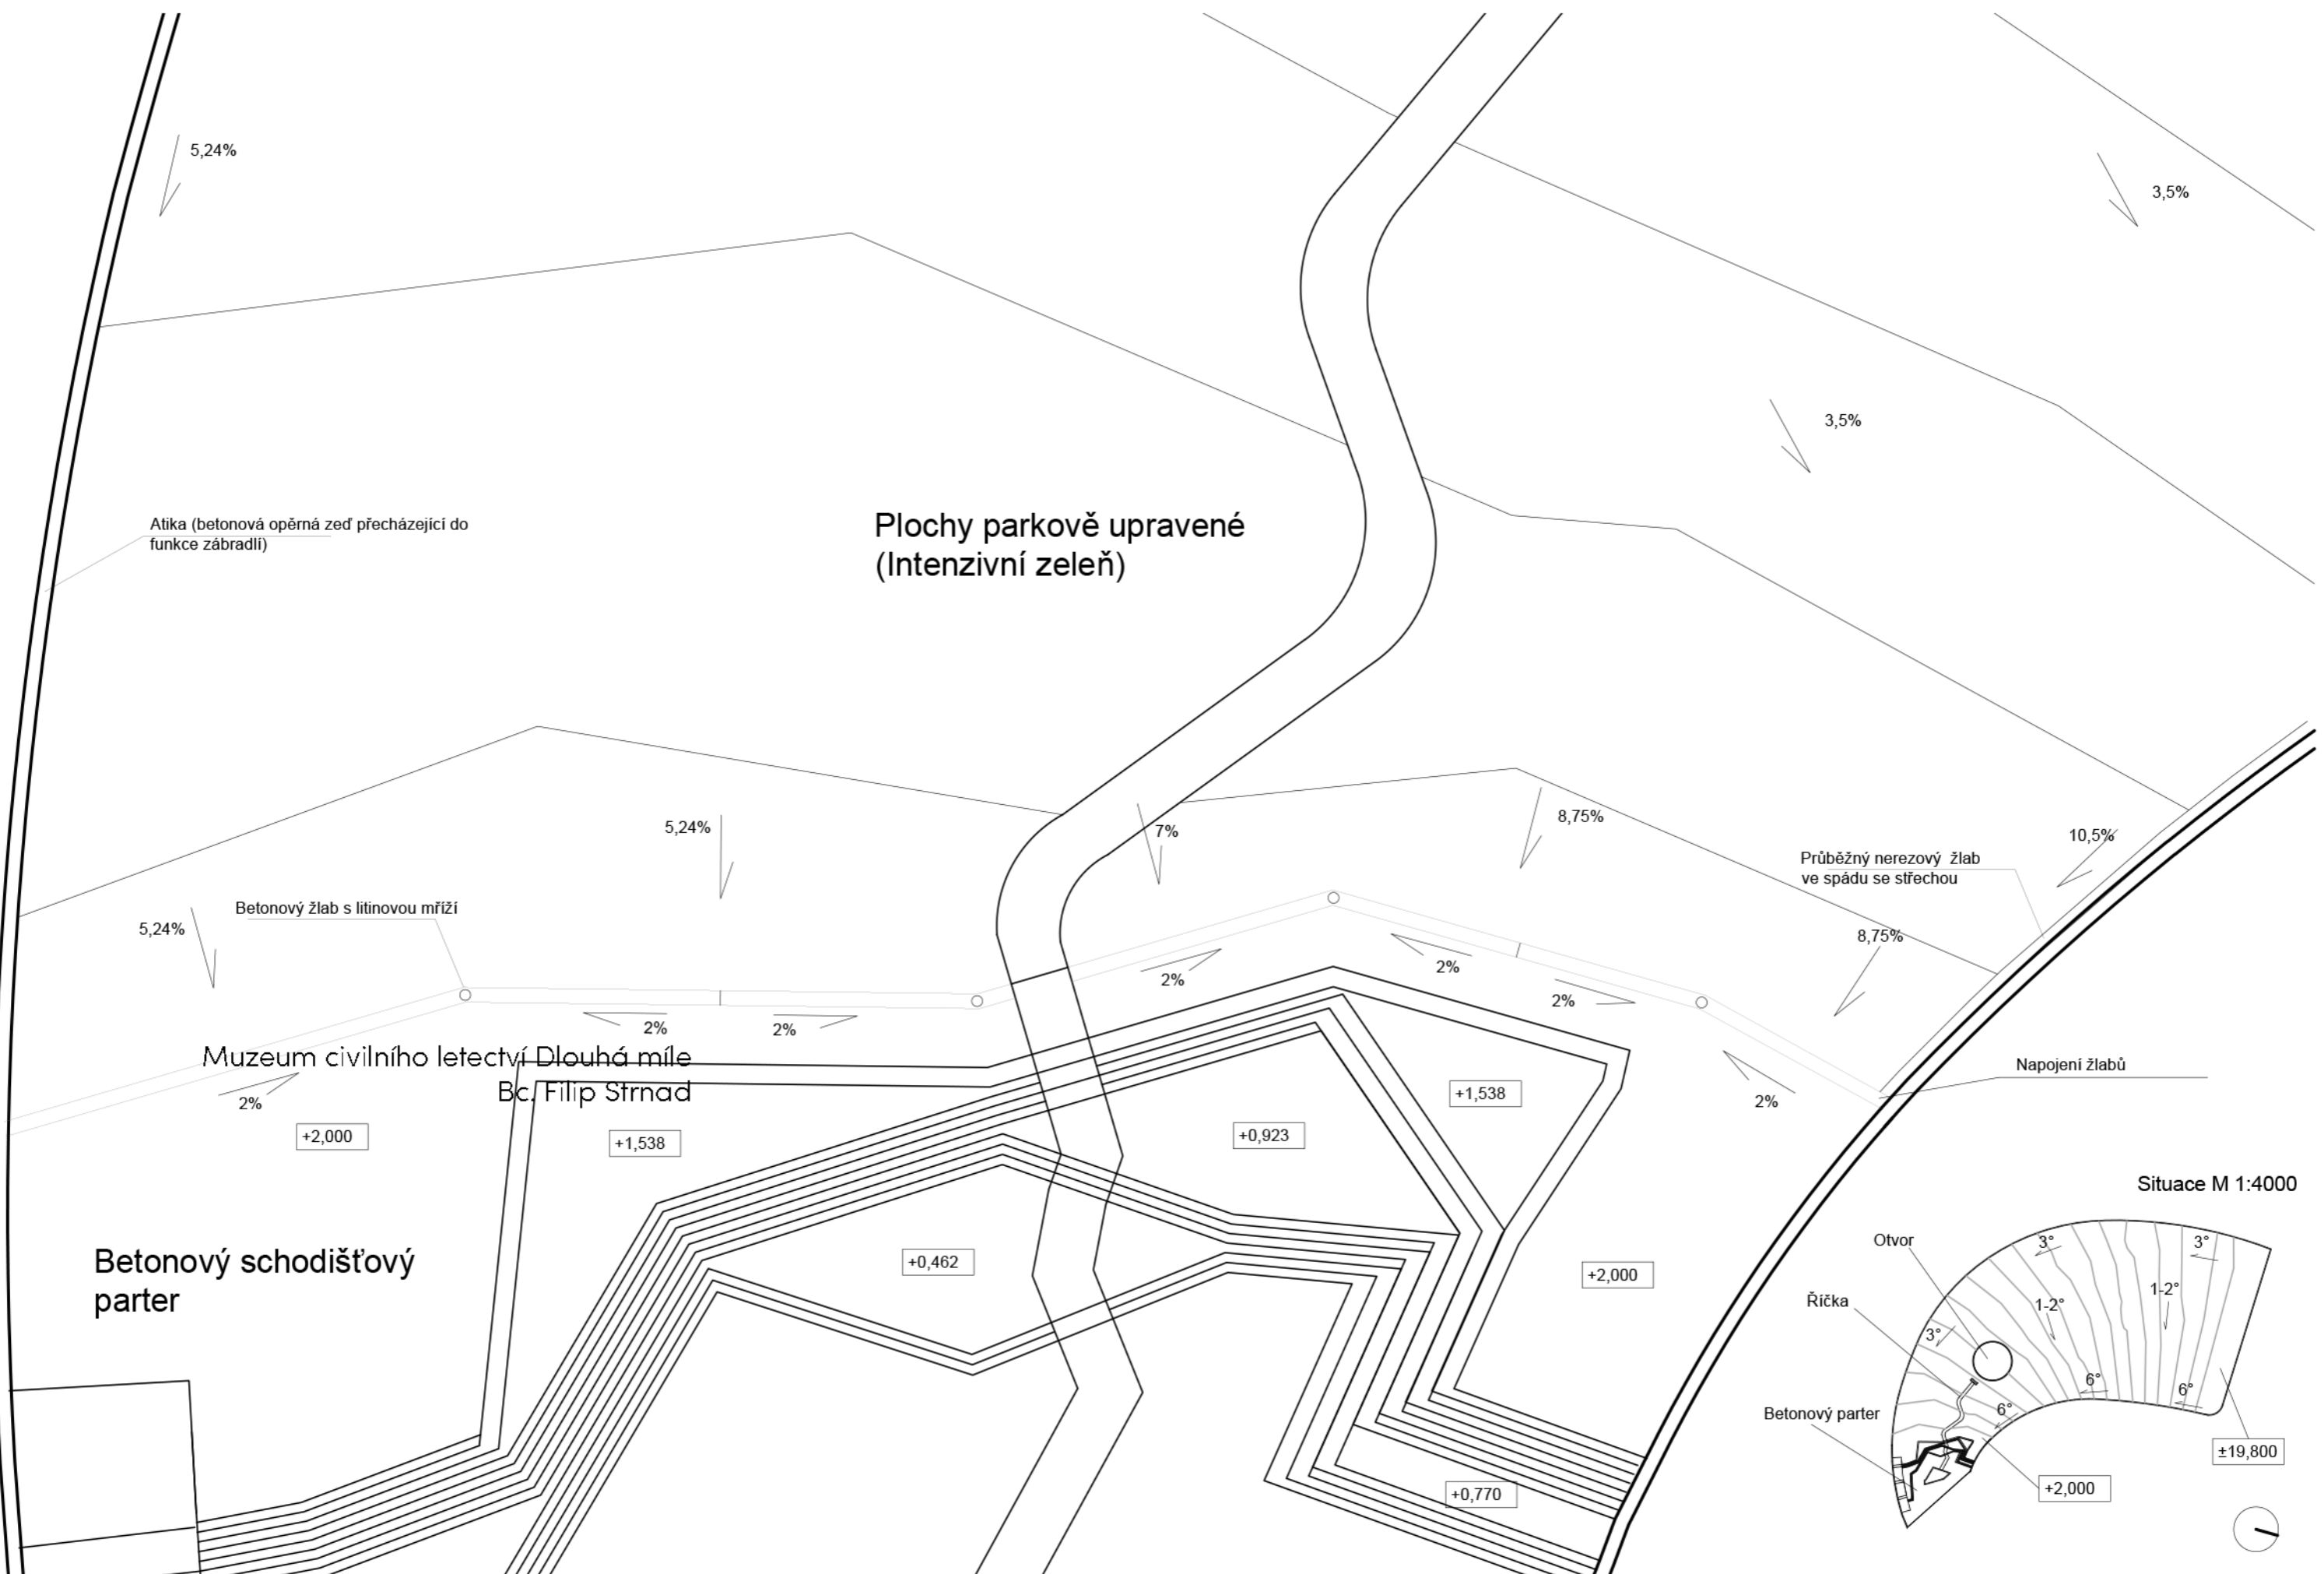 5,24%
3,5%
3,5%
Atika (betonová opěrná zeď přecházející do
funkce zábradlí)
Plochy parkově upravené
(Intenzivní zeleň)
5,24%
7%
8,75%
10,5%
Průběžný nerezový žlab
ve spádu se střechou
Betonový žlab s litinovou mříží
5,24%
8,75%
2%
2%
2%
2%
2%
Muzeum civilního letectví Dlouhá míle
Bc. Filip Strnad
Napojení žlabů
2%
2%
+2,000
+1,538
+0,923
+1,538
Situace M 1:4000
Betonový schodišťový
parter
+0,462
+2,000
Otvor
3°
3°
Říčka
1-2°
1-2°
3°
6°
6°
6°
Betonový parter
±19,800
+0,770
+2,000